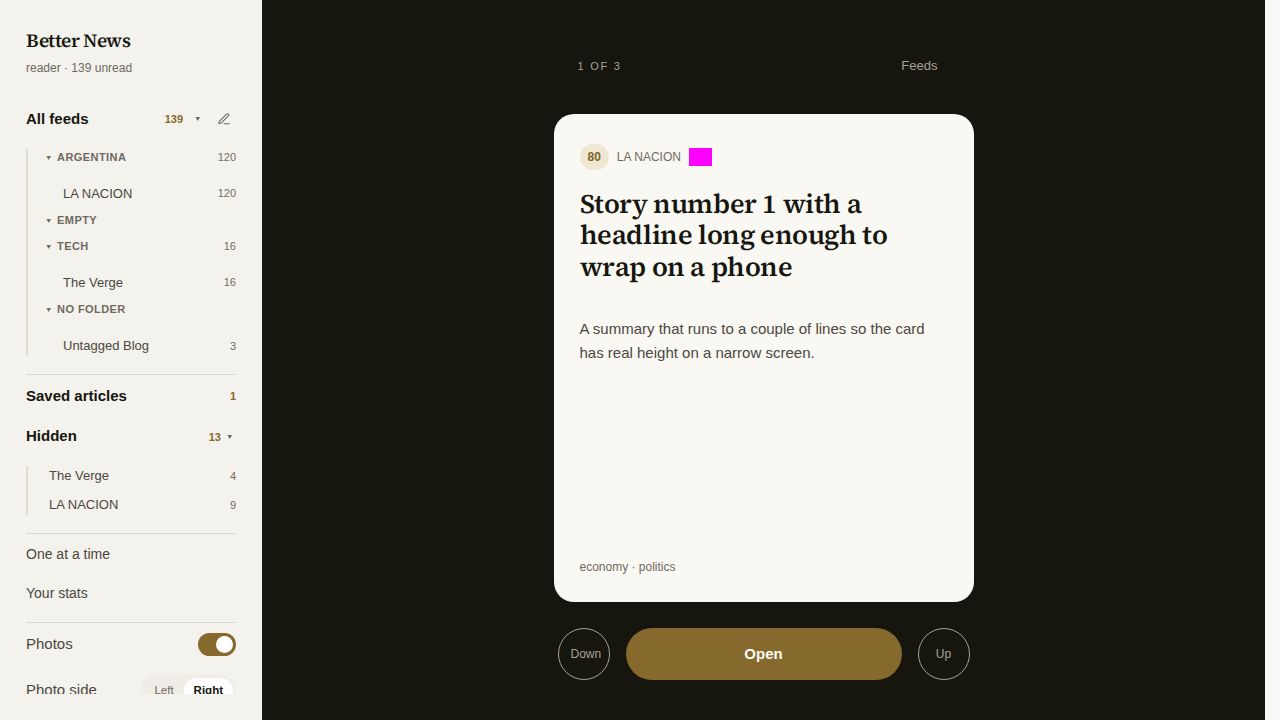 Better News
reader · 139 unread
All feeds 139
ARGENTINA 120
LA NACION 120
EMPTY
TECH 16
The Verge 16
NO FOLDER
Untagged Blog 3
Saved articles 1
Hidden 13
The Verge 4
LA NACION 9
One at a time
Your stats
Photos
Photo side Left Right
1 OF 3 Feeds
80 LA NACION
Story number 1 with a
headline long enough to
wrap on a phone
A summary that runs to a couple of lines so the card
has real height on a narrow screen.
economy · politics
Down Open Up